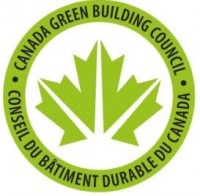 CANADA GREEN BUILDING COUNCIL •
CONSEIL DU BÂTIMENT DURABLE DU CANADA •